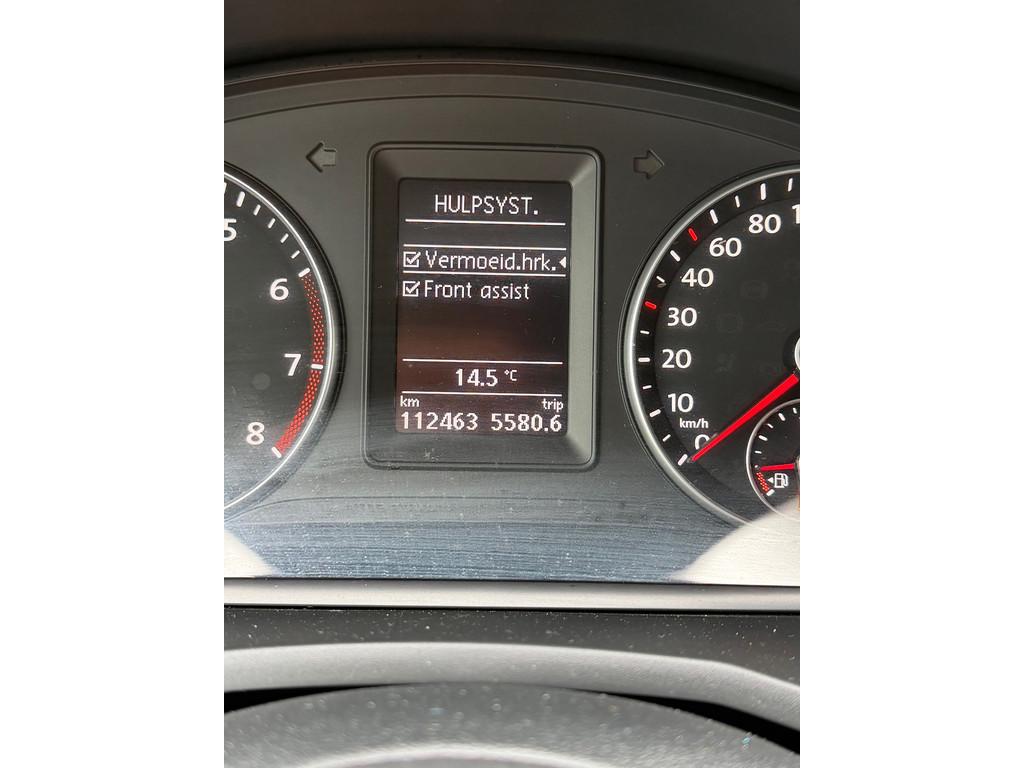 HULPSYST.
Vermoeid.hrk.
Front assist
14.5 °C
km trip
112463 5580.6
5
6
7
8
80
60
40
30
20
10
km/h
0